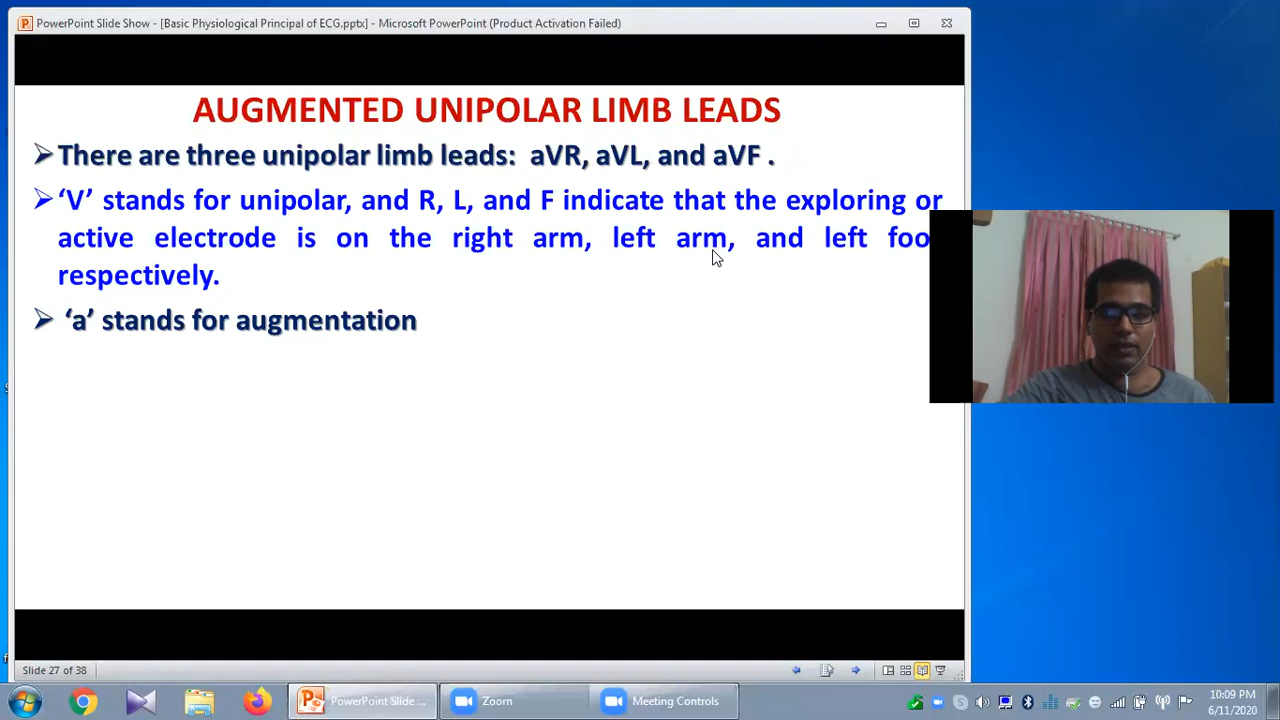 PowerPoint Slide Show - [Basic Physiological Principal of ECG.pptx] - Microsoft PowerPoint (Product Activation Failed)
AUGMENTED UNIPOLAR LIMB LEADS
There are three unipolar limb leads: aVR, aVL, and aVF .
‘V’ stands for unipolar, and R, L, and F indicate that the exploring or
active electrode is on the right arm, left arm, and left foo
respectively.
‘a’ stands for augmentation
Slide 27 of 38
PowerPoint Slide ...
Zoom
Meeting Controls
10:09 PM
6/11/2020